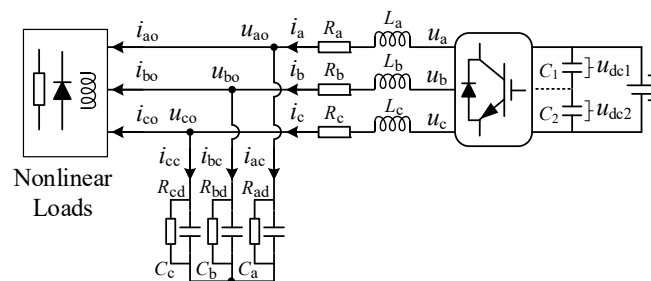 i_ao u_ao i_a R_a L_a u_a
i_bo u_bo i_b R_b L_b u_b C_1 u_dc1
i_co u_co i_c R_c L_c u_c C_2 u_dc2
i_cc i_bc i_ac
Nonlinear
Loads
R_cd R_bd R_ad
C_c C_b C_a